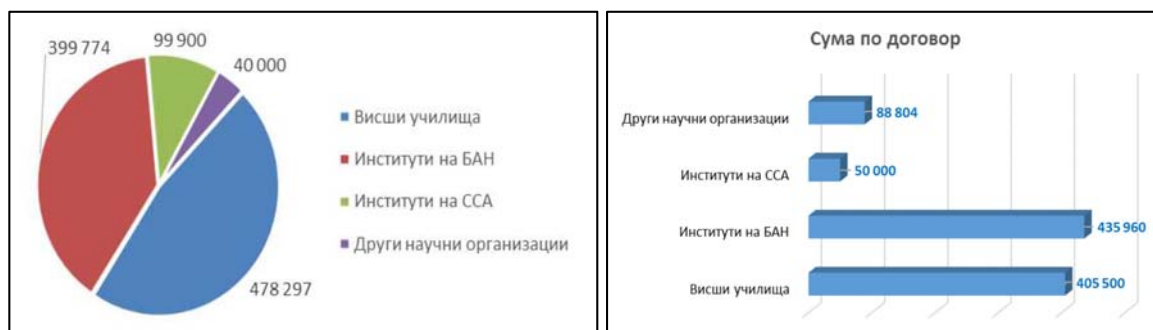 399 774
99 900
40 000
Висши училища
Институти на БАН
Институти на ССА
Други научни организации
478 297
Сума по договор
Други научни организации
88 804
Институти на ССА
50 000
Институти на БАН
435 960
Висши училища
405 500